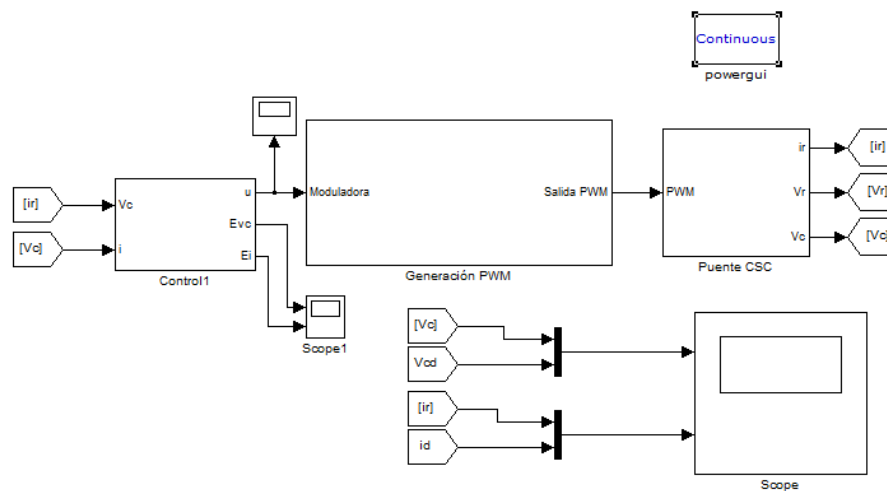 Continuous
powergui
[ir]
[Vc]
Vc
i
u
Evc
Ei
Control1
Scope1
Moduladora
Salida PWM
Generación PWM
PWM
ir
Vr
Vc
Puente CSC
[ir]
[Vr]
[Vc]
[Vc]
Vcd
[ir]
id
Scope